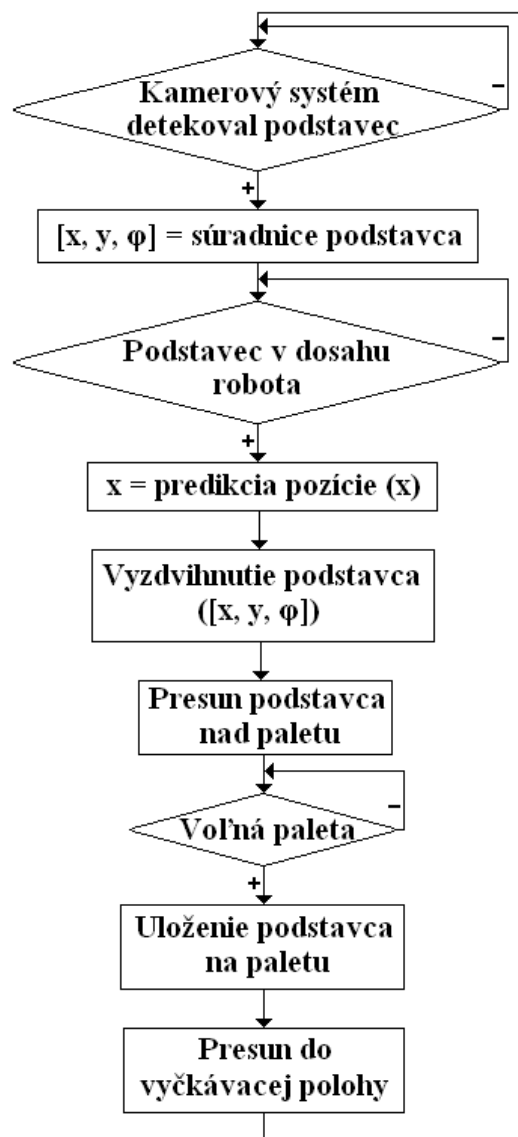 Kamerový systém
detekoval podstavec
–
+
[x, y, φ] = súradnice podstavca
–
Podstavec v dosahu
robota
+
x = predikcia pozície (x)
Vyzdvihnutie podstavca
([x, y, φ])
Presun podstavca
nad paletu
–
Voľná paleta
+
Uloženie podstavca
na paletu
Presun do
vyčkávacej polohy